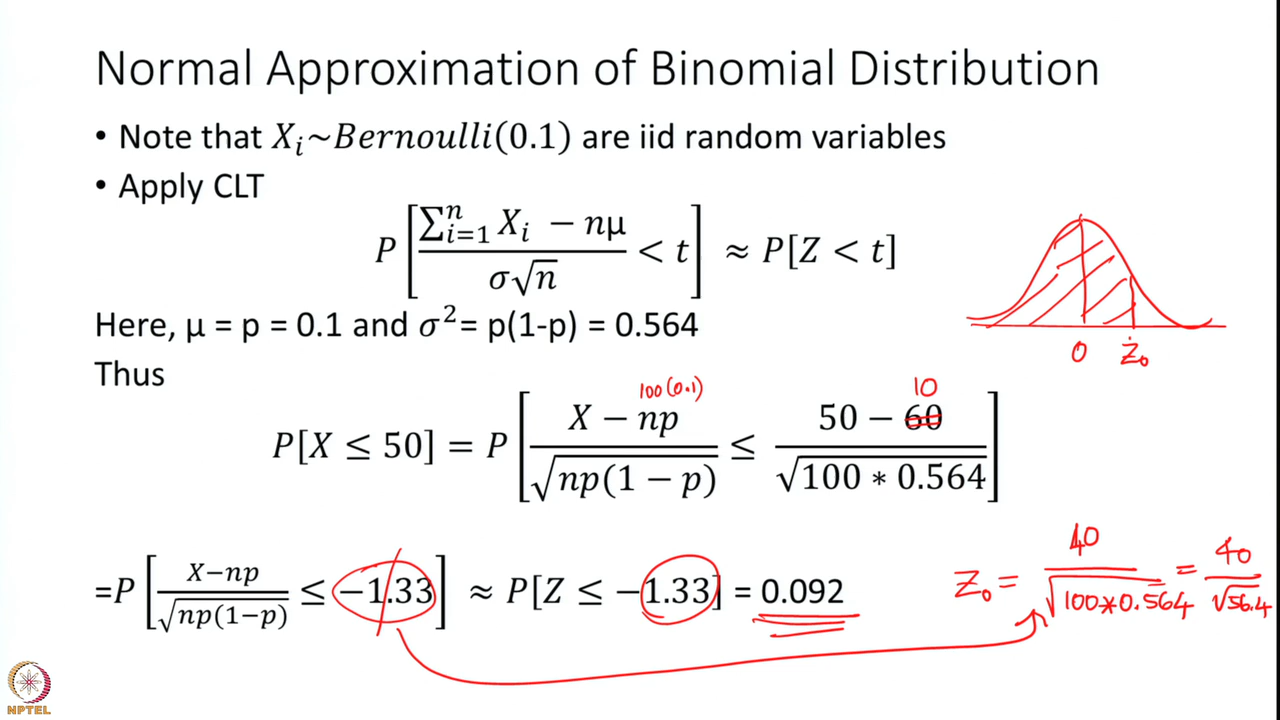 Normal Approximation of Binomial Distribution
• Note that Xᵢ~Bernoulli(0.1) are iid random variables
• Apply CLT
P[(∑ⁿᵢ₌₁ Xᵢ − nμ)/(σ√n) < t] ≈ P[Z < t]
0 Z₀
Here, μ = p = 0.1 and σ² = p(1-p) = 0.564
Thus
100(0.1) 10
P[X ≤ 50] = P[(X − np)/√(np(1 − p)) ≤ (50 − 60)/√(100 ∗ 0.564)]
=P[(X−np)/√(np(1−p)) ≤ −1.33] ≈ P[Z ≤ −1.33] = 0.092
Z₀ = 40/√(100*0.564) = 40/√56.4
NPTEL